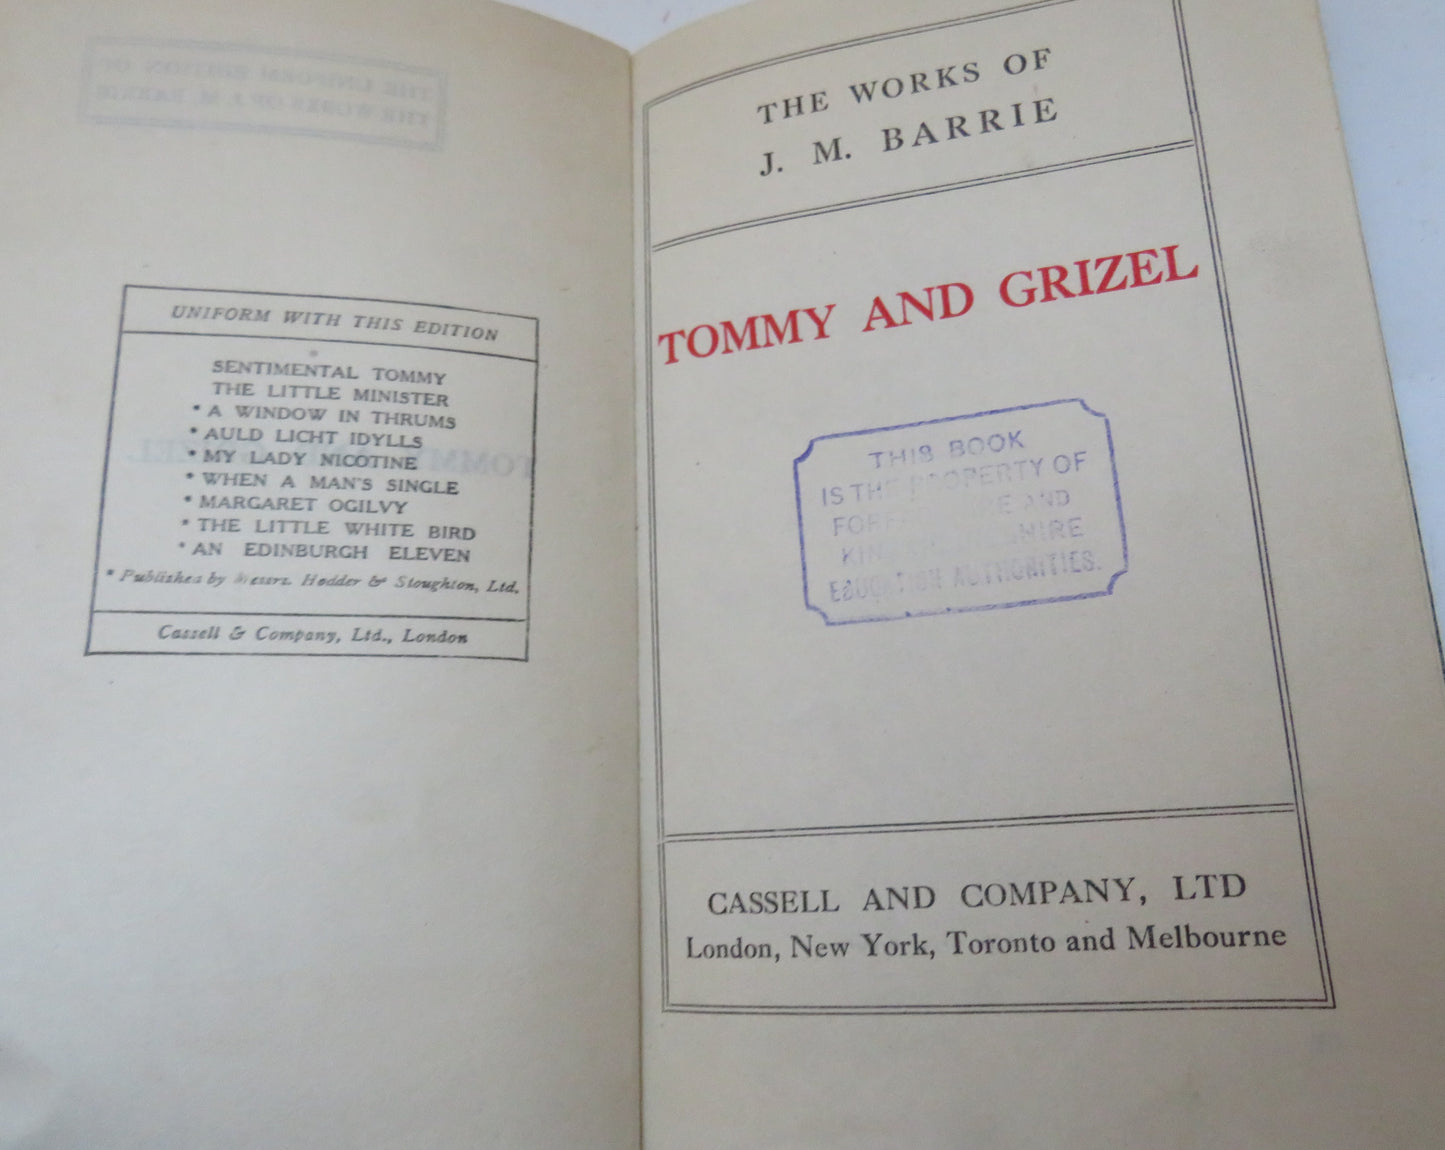 UNIFORM WITH THIS EDITION
SENTIMENTAL TOMMY
THE LITTLE MINISTER
* A WINDOW IN THRUMS
* AULD LICHT IDYLLS
* MY LADY NICOTINE
* WHEN A MAN'S SINGLE
* MARGARET OGILVY
* THE LITTLE WHITE BIRD
* AN EDINBURGH ELEVEN
* Published by Messrs. Hodder & Stoughton, Ltd.
Cassell & Company, Ltd., London
THE WORKS OF
J. M. BARRIE
TOMMY AND GRIZEL
THIS BOOK
IS THE PROPERTY OF
AND
EDUCATION AUTHORITIES.
CASSELL AND COMPANY, LTD
London, New York, Toronto and Melbourne